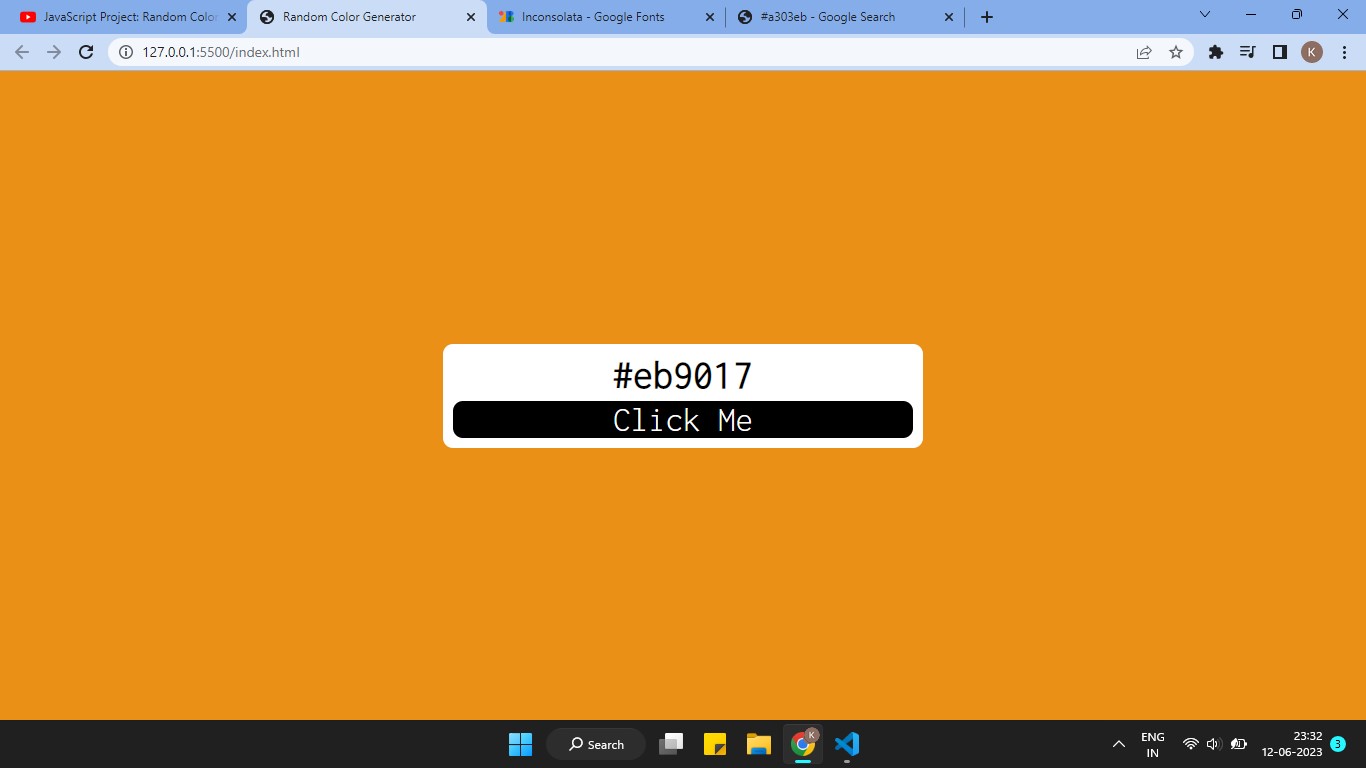 JavaScript Project: Random Color
Random Color Generator
Inconsolata - Google Fonts
#a303eb - Google Search
127.0.0.1:5500/index.html
K
#eb9017
Click Me
Search
K
ENG
IN
23:32
12-06-2023
3